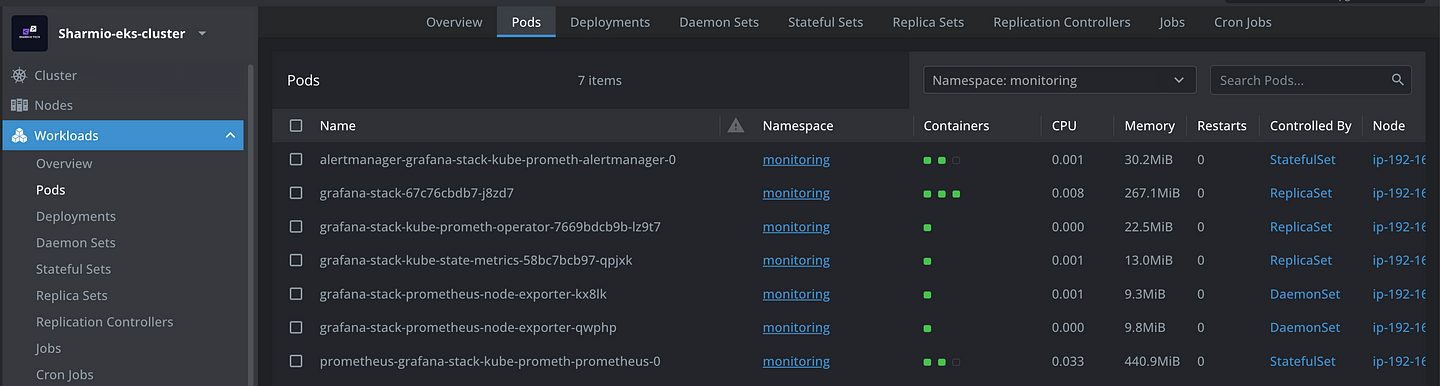 Sharmio-eks-cluster
Cluster
Nodes
Workloads
Overview
Pods
Deployments
Daemon Sets
Stateful Sets
Replica Sets
Replication Controllers
Jobs
Cron Jobs
Overview Pods Deployments Daemon Sets Stateful Sets Replica Sets Replication Controllers Jobs Cron Jobs
Pods 7 items Namespace: monitoring Search Pods...
Name Namespace Containers CPU Memory Restarts Controlled By Node
alertmanager-grafana-stack-kube-prometh-alertmanager-0 monitoring 0.001 30.2MiB 0 StatefulSet ip-192-16
grafana-stack-67c76cbdb7-j8zd7 monitoring 0.008 267.1MiB 0 ReplicaSet ip-192-16
grafana-stack-kube-prometh-operator-7669bdcb9b-lz9t7 monitoring 0.000 22.5MiB 0 ReplicaSet ip-192-16
grafana-stack-kube-state-metrics-58bc7bcb97-qpjxk monitoring 0.001 13.0MiB 0 ReplicaSet ip-192-16
grafana-stack-prometheus-node-exporter-kx8lk monitoring 0.001 9.3MiB 0 DaemonSet ip-192-16
grafana-stack-prometheus-node-exporter-qwphp monitoring 0.000 9.8MiB 0 DaemonSet ip-192-16
prometheus-grafana-stack-kube-prometh-prometheus-0 monitoring 0.033 440.9MiB 0 StatefulSet ip-192-16